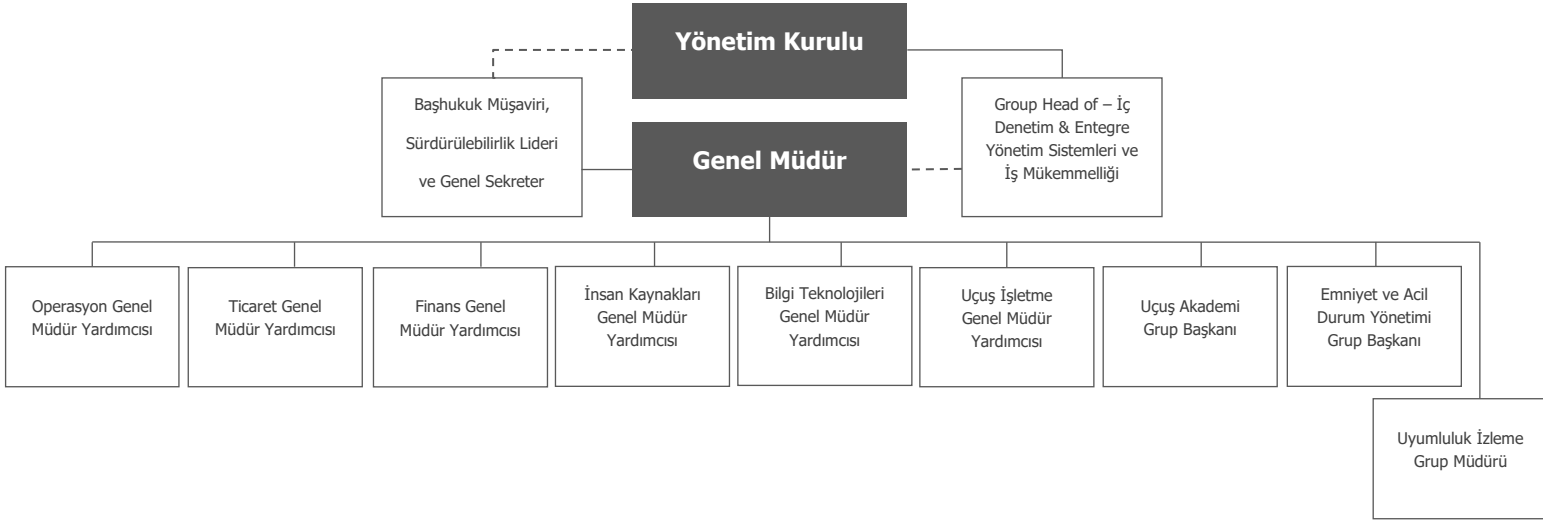 Yönetim Kurulu
Başhukuk Müşaviri,
Sürdürülebilirlik Lideri
ve Genel Sekreter
Group Head of – İç
Denetim & Entegre
Yönetim Sistemleri ve
İş Mükemmelliği
Genel Müdür
Operasyon Genel
Müdür Yardımcısı
Ticaret Genel
Müdür Yardımcısı
Finans Genel
Müdür Yardımcısı
İnsan Kaynakları
Genel Müdür
Yardımcısı
Bilgi Teknolojileri
Genel Müdür
Yardımcısı
Uçuş İşletme
Genel Müdür
Yardımcısı
Uçuş Akademi
Grup Başkanı
Emniyet ve Acil
Durum Yönetimi
Grup Başkanı
Uyumluluk İzleme
Grup Müdürü